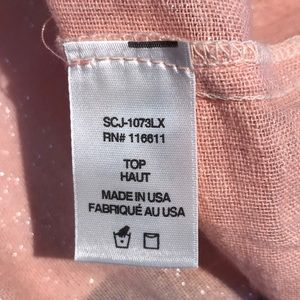 SCJ-1073LX
RN# 116611
TOP
HAUT
MADE IN USA
FABRIQUÉ AU USA